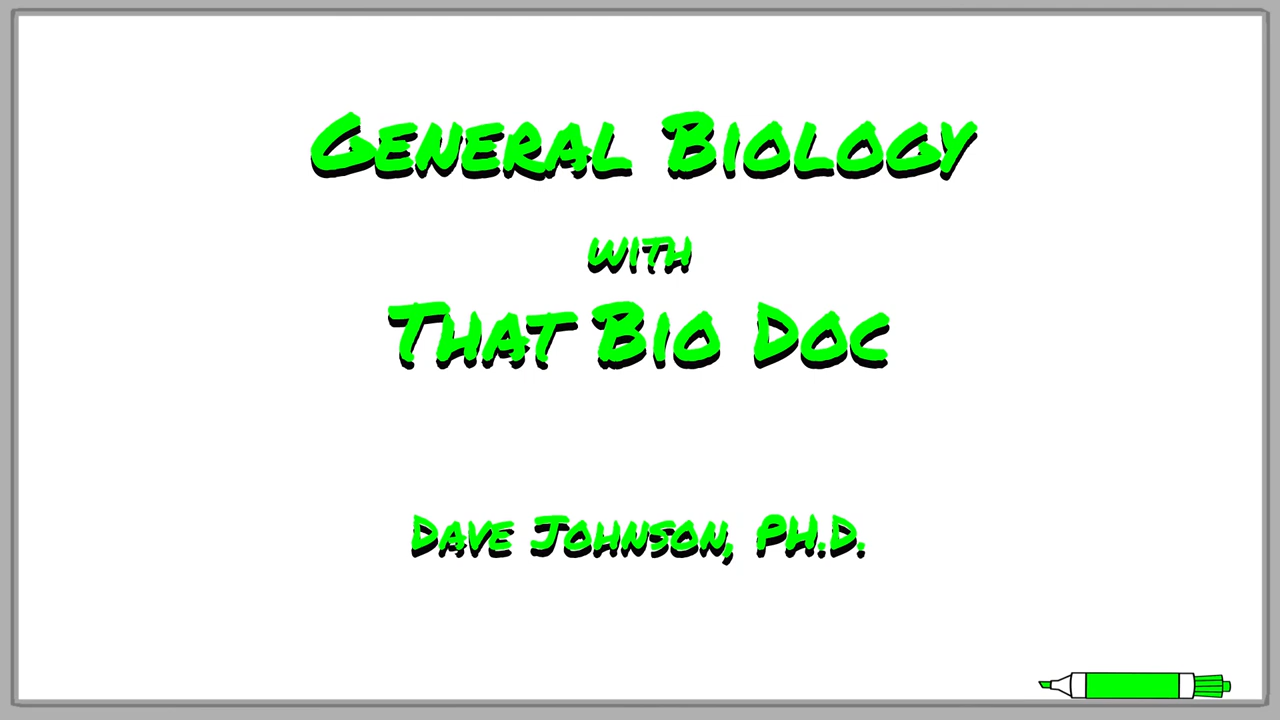 General Biology
with
That Bio Doc
Dave Johnson, PH.D.